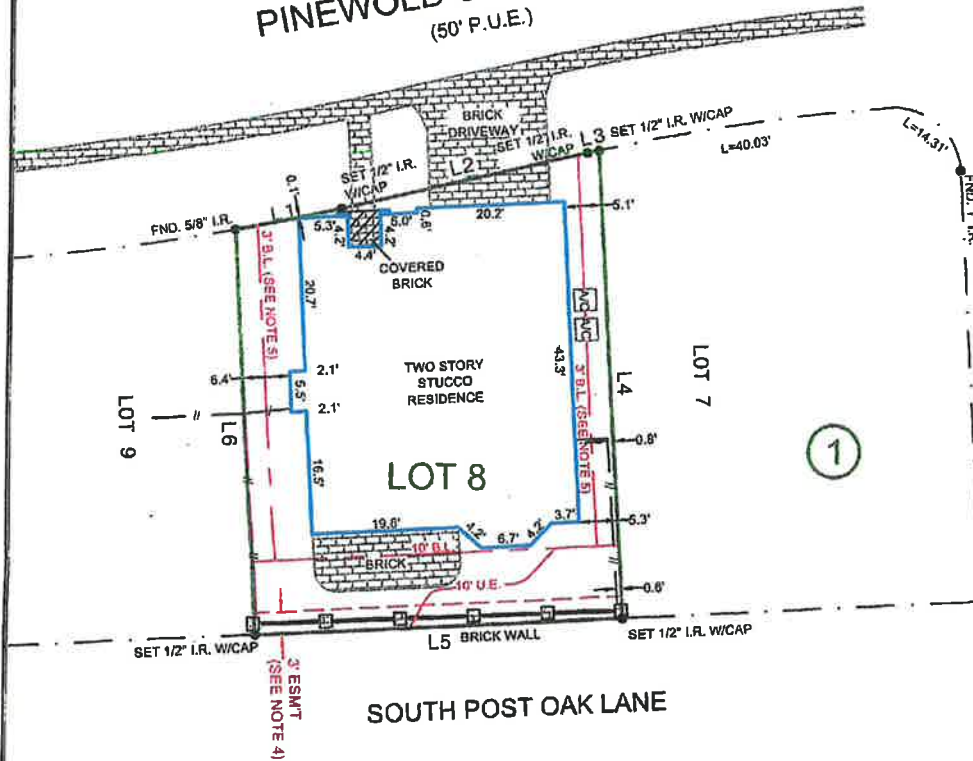 PINEWOLD
(50' P.U.E.)
BRICK
DRIVEWAY
SET 1/2" I.R.
W/CAP
L3
SET 1/2" I.R. W/CAP
L=40.03'
L=14.31'
SET 1/2" I.R.
W/CAP
L2
0.1'
L1
FND. 5/8" I.R.
5.3'
4.2'
4.4'
4.2'
5.0'
0.6'
20.2'
5.1'
COVERED
BRICK
3' B.L. (SEE NOTE 5)
20.7'
A/C
A/C
TWO STORY
STUCCO
RESIDENCE
43.3'
3' B.L. (SEE NOTE 5)
L4
LOT 7
6.4'
2.1'
5.5'
2.1'
LOT 9
L6
16.5'
LOT 8
0.8'
1
19.6'
4.2'
6.7'
4.2'
3.7'
5.3'
10' B.L.
BRICK
10' U.E.
0.6'
SET 1/2" I.R. W/CAP
L5
BRICK WALL
SET 1/2" I.R. W/CAP
3' ESM'T
(SEE NOTE 4)
SOUTH POST OAK LANE